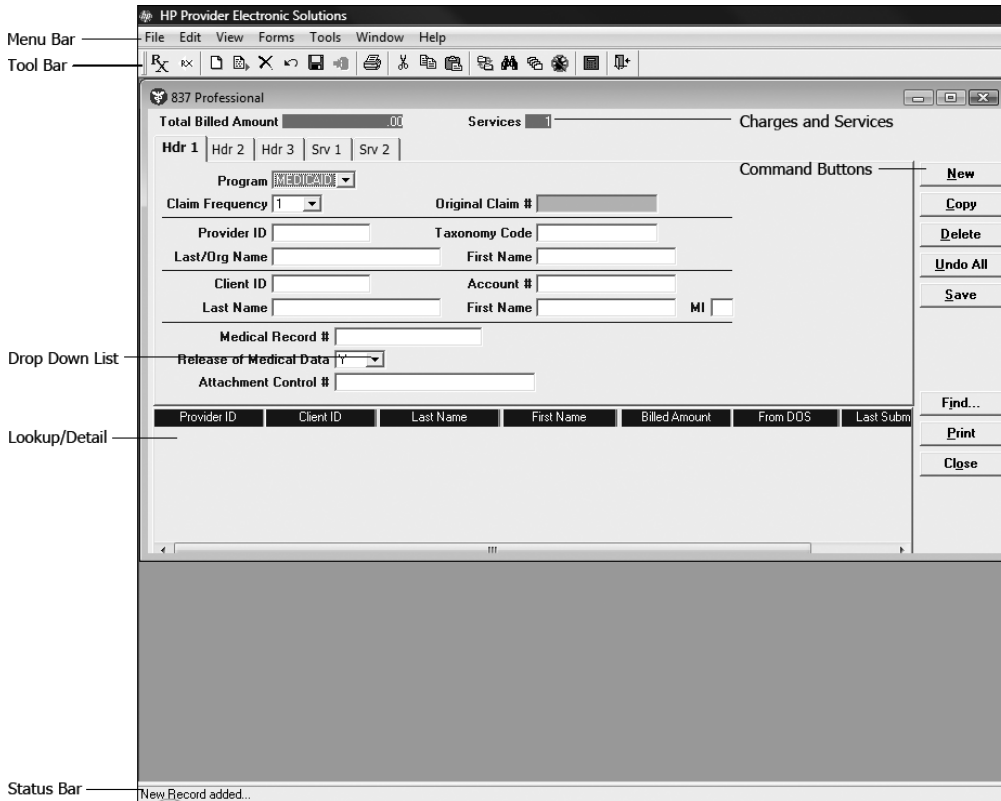 HP Provider Electronic Solutions
Menu Bar File Edit View Forms Tools Window Help
Tool Bar Rx Rx
837 Professional
Total Billed Amount .00 Services 1 Charges and Services
Hdr 1 Hdr 2 Hdr 3 Srv 1 Srv 2
Command Buttons New
Program MEDICAID
Claim Frequency 1 Original Claim # Copy
Provider ID Taxonomy Code Delete
Last/Org Name First Name Undo All
Client ID Account # Save
Last Name First Name MI
Medical Record #
Drop Down List Release of Medical Data Y
Attachment Control #
Find...
Provider ID Client ID Last Name First Name Billed Amount From DOS Last Subm
Lookup/Detail Print
Close
Status Bar New Record added...